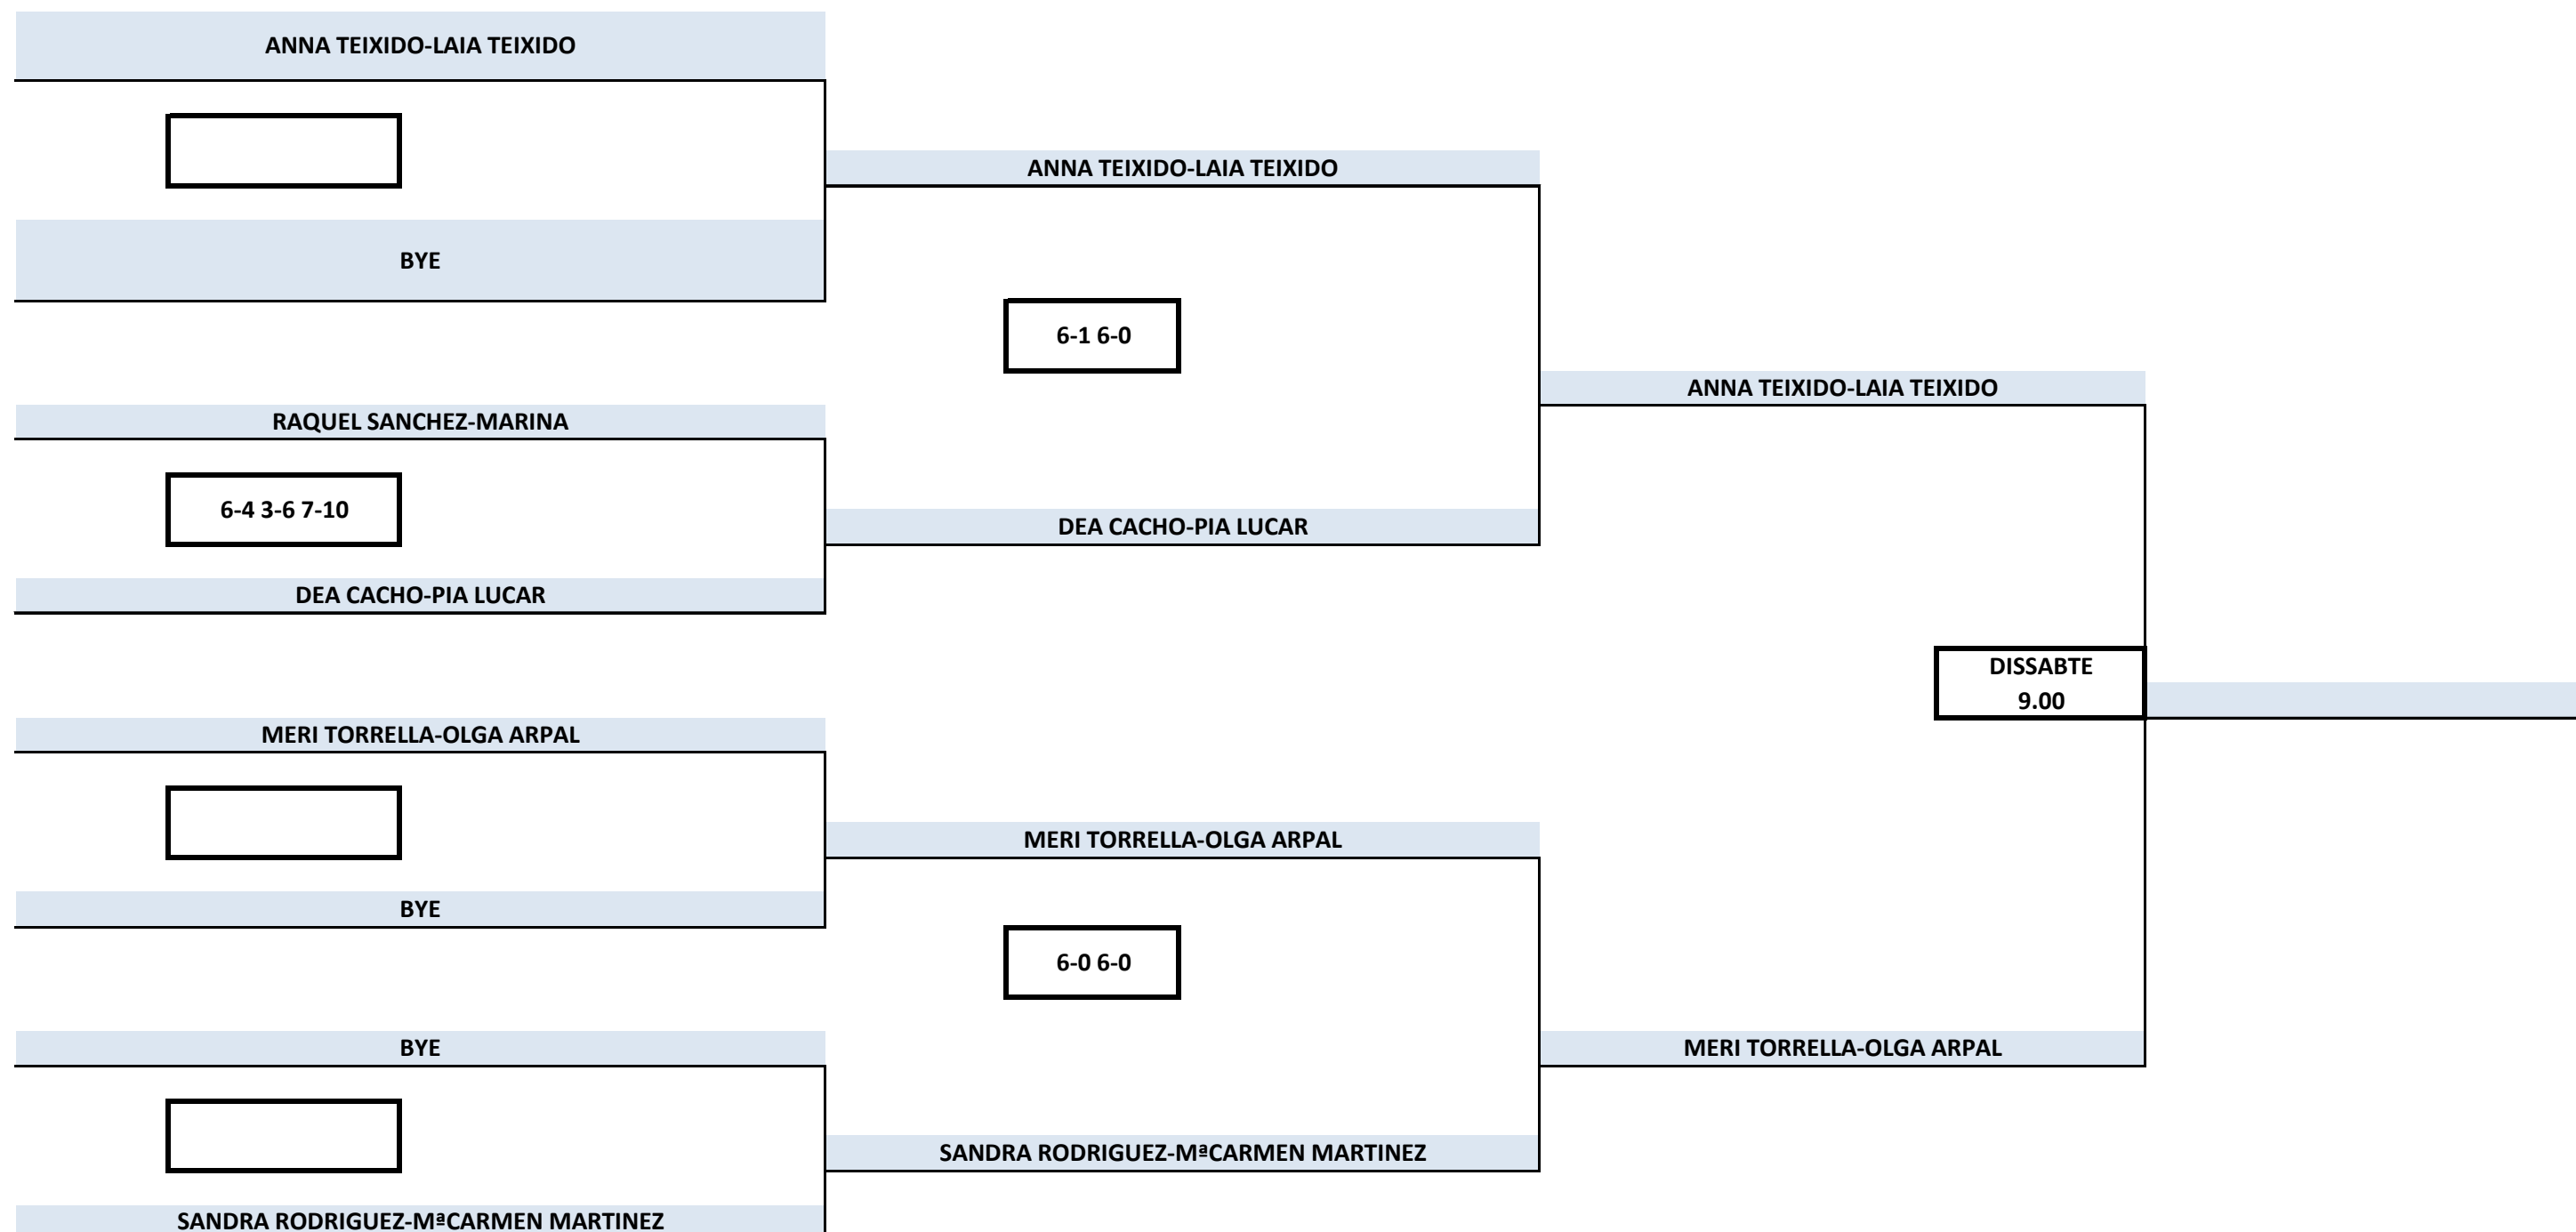 ANNA TEIXIDO-LAIA TEIXIDO
ANNA TEIXIDO-LAIA TEIXIDO
BYE
6-1 6-0
ANNA TEIXIDO-LAIA TEIXIDO
RAQUEL SANCHEZ-MARINA
6-4 3-6 7-10
DEA CACHO-PIA LUCAR
DEA CACHO-PIA LUCAR
DISSABTE
9.00
MERI TORRELLA-OLGA ARPAL
MERI TORRELLA-OLGA ARPAL
BYE
6-0 6-0
BYE
MERI TORRELLA-OLGA ARPAL
SANDRA RODRIGUEZ-MªCARMEN MARTINEZ
SANDRA RODRIGUEZ-MªCARMEN MARTINEZ